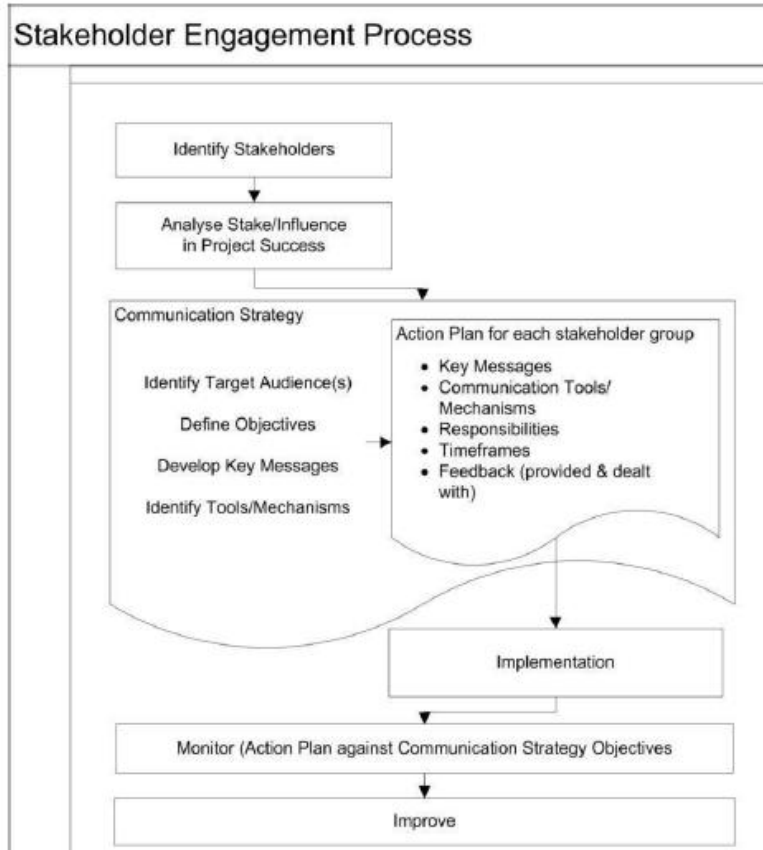 Stakeholder Engagement Process
Identify Stakeholders
Analyse Stake/Influence
in Project Success
Communication Strategy
Identify Target Audience(s)
Define Objectives
Develop Key Messages
Identify Tools/Mechanisms
Action Plan for each stakeholder group
• Key Messages
• Communication Tools/
Mechanisms
• Responsibilities
• Timeframes
• Feedback (provided & dealt
with)
Implementation
Monitor (Action Plan against Communication Strategy Objectives
Improve